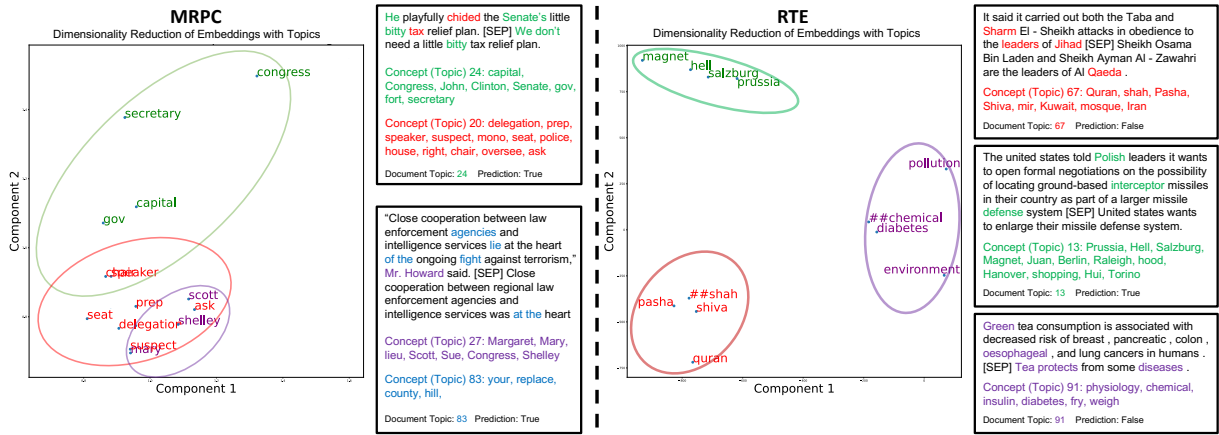 MRPC
Dimensionality Reduction of Embeddings with Topics
congress
secretary
capital
gov
speaker
scott
prep
ask
seat
delegation
shelley
suspect
mary
Component 1
Component 2
He playfully chided the Senate's little
bitty tax relief plan. [SEP] We don't
need a little bitty tax relief plan.
Concept (Topic) 24: capital,
Congress, John, Clinton, Senate, gov,
fort, secretary
Concept (Topic) 20: delegation, prep,
speaker, suspect, mono, seat, police,
house, right, chair, oversee, ask
Document Topic: 24 Prediction: True
“Close cooperation between law
enforcement agencies and
intelligence services lie at the heart
of the ongoing fight against terrorism,”
Mr. Howard said. [SEP] Close
cooperation between regional law
enforcement agencies and
intelligence services was at the heart
Concept (Topic) 27: Margaret, Mary,
lieu, Scott, Sue, Congress, Shelley
Concept (Topic) 83: your, replace,
county, hill,
Document Topic: 83 Prediction: True
RTE
Dimensionality Reduction of Embeddings with Topics
magnet
hell
salzburg
prussia
pollution
##chemical
diabetes
environment
##shah
pasha
shiva
quran
Component 1
Component 2
It said it carried out both the Taba and
Sharm El - Sheikh attacks in obedience to
the leaders of Jihad [SEP] Sheikh Osama
Bin Laden and Sheikh Ayman Al - Zawahri
are the leaders of Al Qaeda .
Concept (Topic) 67: Quran, shah, Pasha,
Shiva, mir, Kuwait, mosque, Iran
Document Topic: 67 Prediction: False
The united states told Polish leaders it wants
to open formal negotiations on the possibility
of locating ground-based interceptor missiles
in their country as part of a larger missile
defense system [SEP] United States wants
to enlarge their missile defense system.
Concept (Topic) 13: Prussia, Hell, Salzburg,
Magnet, Juan, Berlin, Raleigh, hood,
Hanover, shopping, Hui, Torino
Document Topic: 13 Prediction: True
Green tea consumption is associated with
decreased risk of breast , pancreatic , colon ,
oesophageal , and lung cancers in humans .
[SEP] Tea protects from some diseases .
Concept (Topic) 91: physiology, chemical,
insulin, diabetes, fry, weigh
Document Topic: 91 Prediction: False